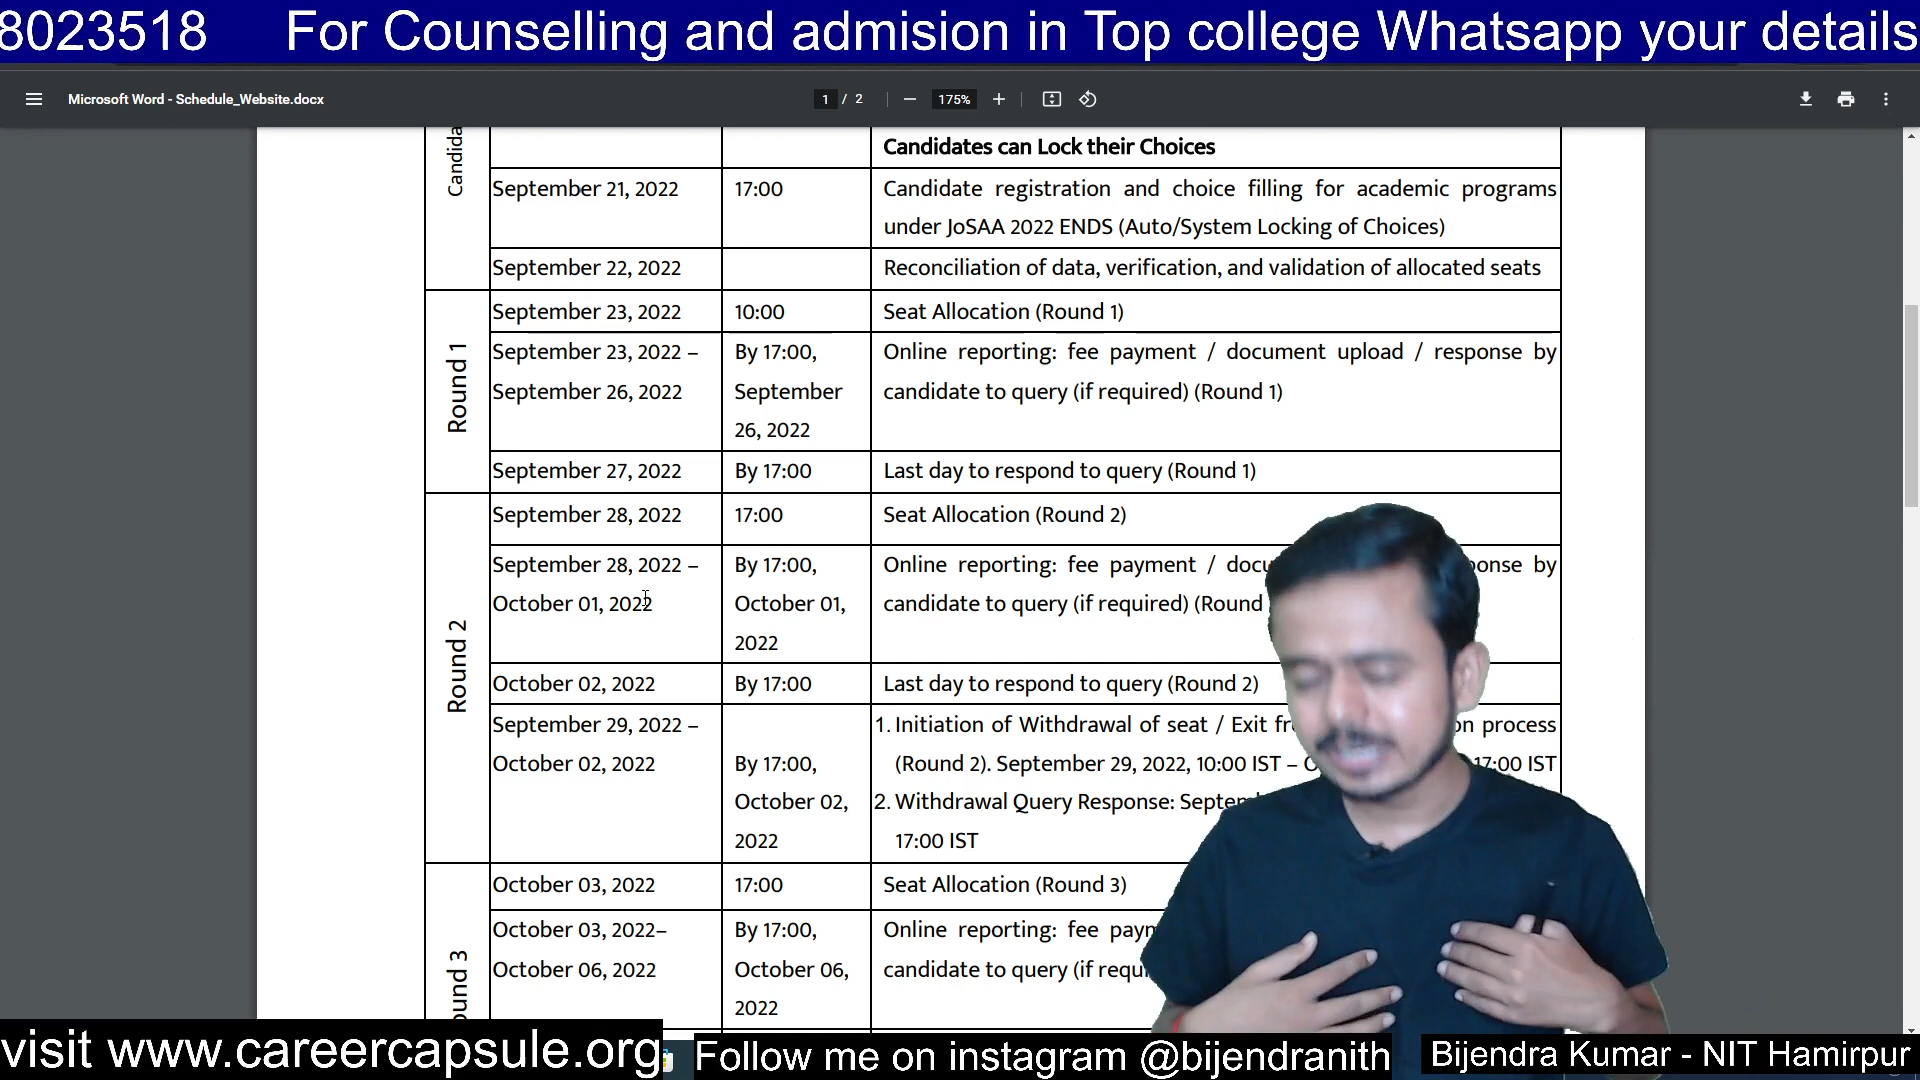 8023518 For Counselling and admision in Top college Whatsapp your details
Microsoft Word - Schedule_Website.docx
1 / 2
175%
Candidates can Lock their Choices
September 21, 2022
17:00
Candidate registration and choice filling for academic programs
under JoSAA 2022 ENDS (Auto/System Locking of Choices)
September 22, 2022
Reconciliation of data, verification, and validation of allocated seats
Round 1
September 23, 2022
10:00
Seat Allocation (Round 1)
September 23, 2022 –
September 26, 2022
By 17:00,
September
26, 2022
Online reporting: fee payment / document upload / response by
candidate to query (if required) (Round 1)
September 27, 2022
By 17:00
Last day to respond to query (Round 1)
Round 2
September 28, 2022
17:00
Seat Allocation (Round 2)
September 28, 2022 –
October 01, 2022
By 17:00,
October 01,
2022
Online reporting: fee payment / by
candidate to query (if required) (Round
October 02, 2022
By 17:00
Last day to respond to query (Round 2)
September 29, 2022 –
October 02, 2022
By 17:00,
October 02,
2022
1. Initiation of Withdrawal of seat / Exit process
(Round 2). September 29, 2022, 10:00 IST – 17:00 IST
2. Withdrawal Query Response:
17:00 IST
October 03, 2022
17:00
Seat Allocation (Round 3)
October 03, 2022–
October 06, 2022
By 17:00,
October 06,
2022
Online reporting: fee
candidate to query (if
visit www.careercapsule.org
Follow me on instagram @bijendranith
Bijendra Kumar - NIT Hamirpur